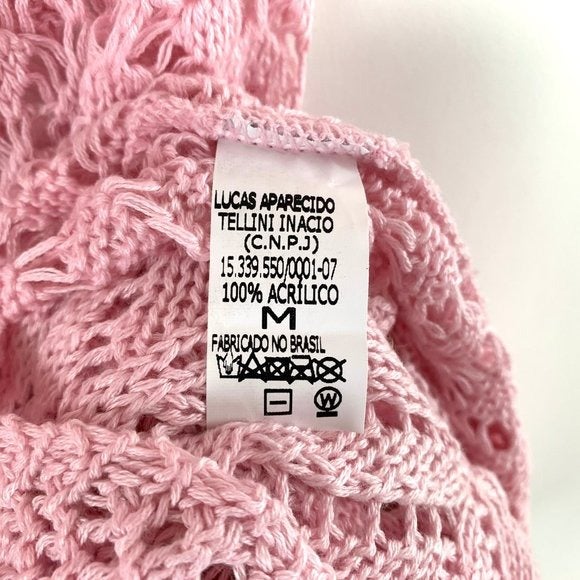 LUCAS APARECIDO
TELLINI INACIO
(C.N.P.J)
15.339.550/0001-07
100% ACRÍLICO
M
FABRICADO NO BRASIL
W